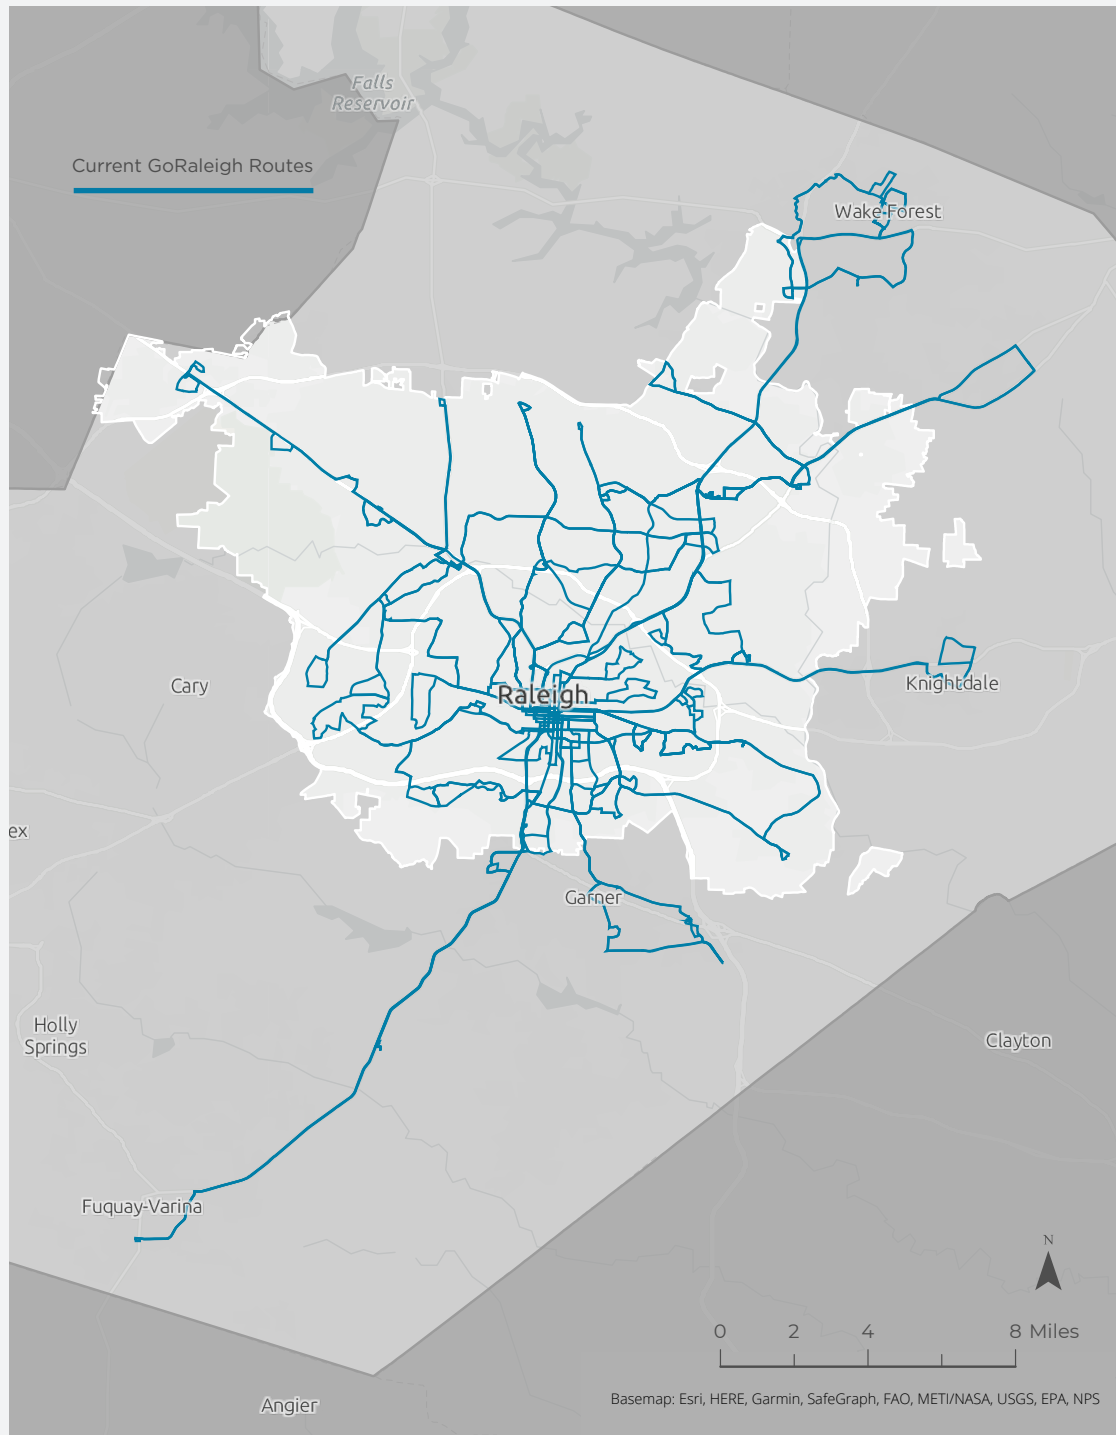 Falls
Reservoir
Current GoRaleigh Routes
Wake Forest
Cary
Raleigh
Knightdale
ex
Garner
Holly
Springs
Clayton
Fuquay-Varina
N
0 2 4 8 Miles
Angier
Basemap: Esri, HERE, Garmin, SafeGraph, FAO, METI/NASA, USGS, EPA, NPS